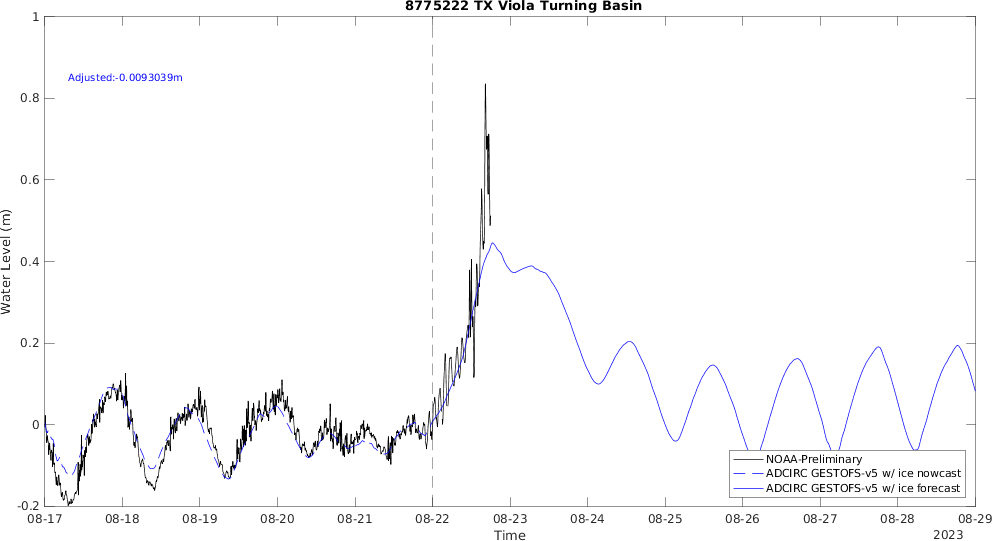 8775222 TX Viola Turning Basin
Adjusted:-0.0093039m
Water Level (m)
1
0.8
0.6
0.4
0.2
0
-0.2
08-17 08-18 08-19 08-20 08-21 08-22 08-23 08-24 08-25 08-26 08-27 08-28 08-29
Time
2023
NOAA-Preliminary
ADCIRC GESTOFS-v5 w/ ice nowcast
ADCIRC GESTOFS-v5 w/ ice forecast